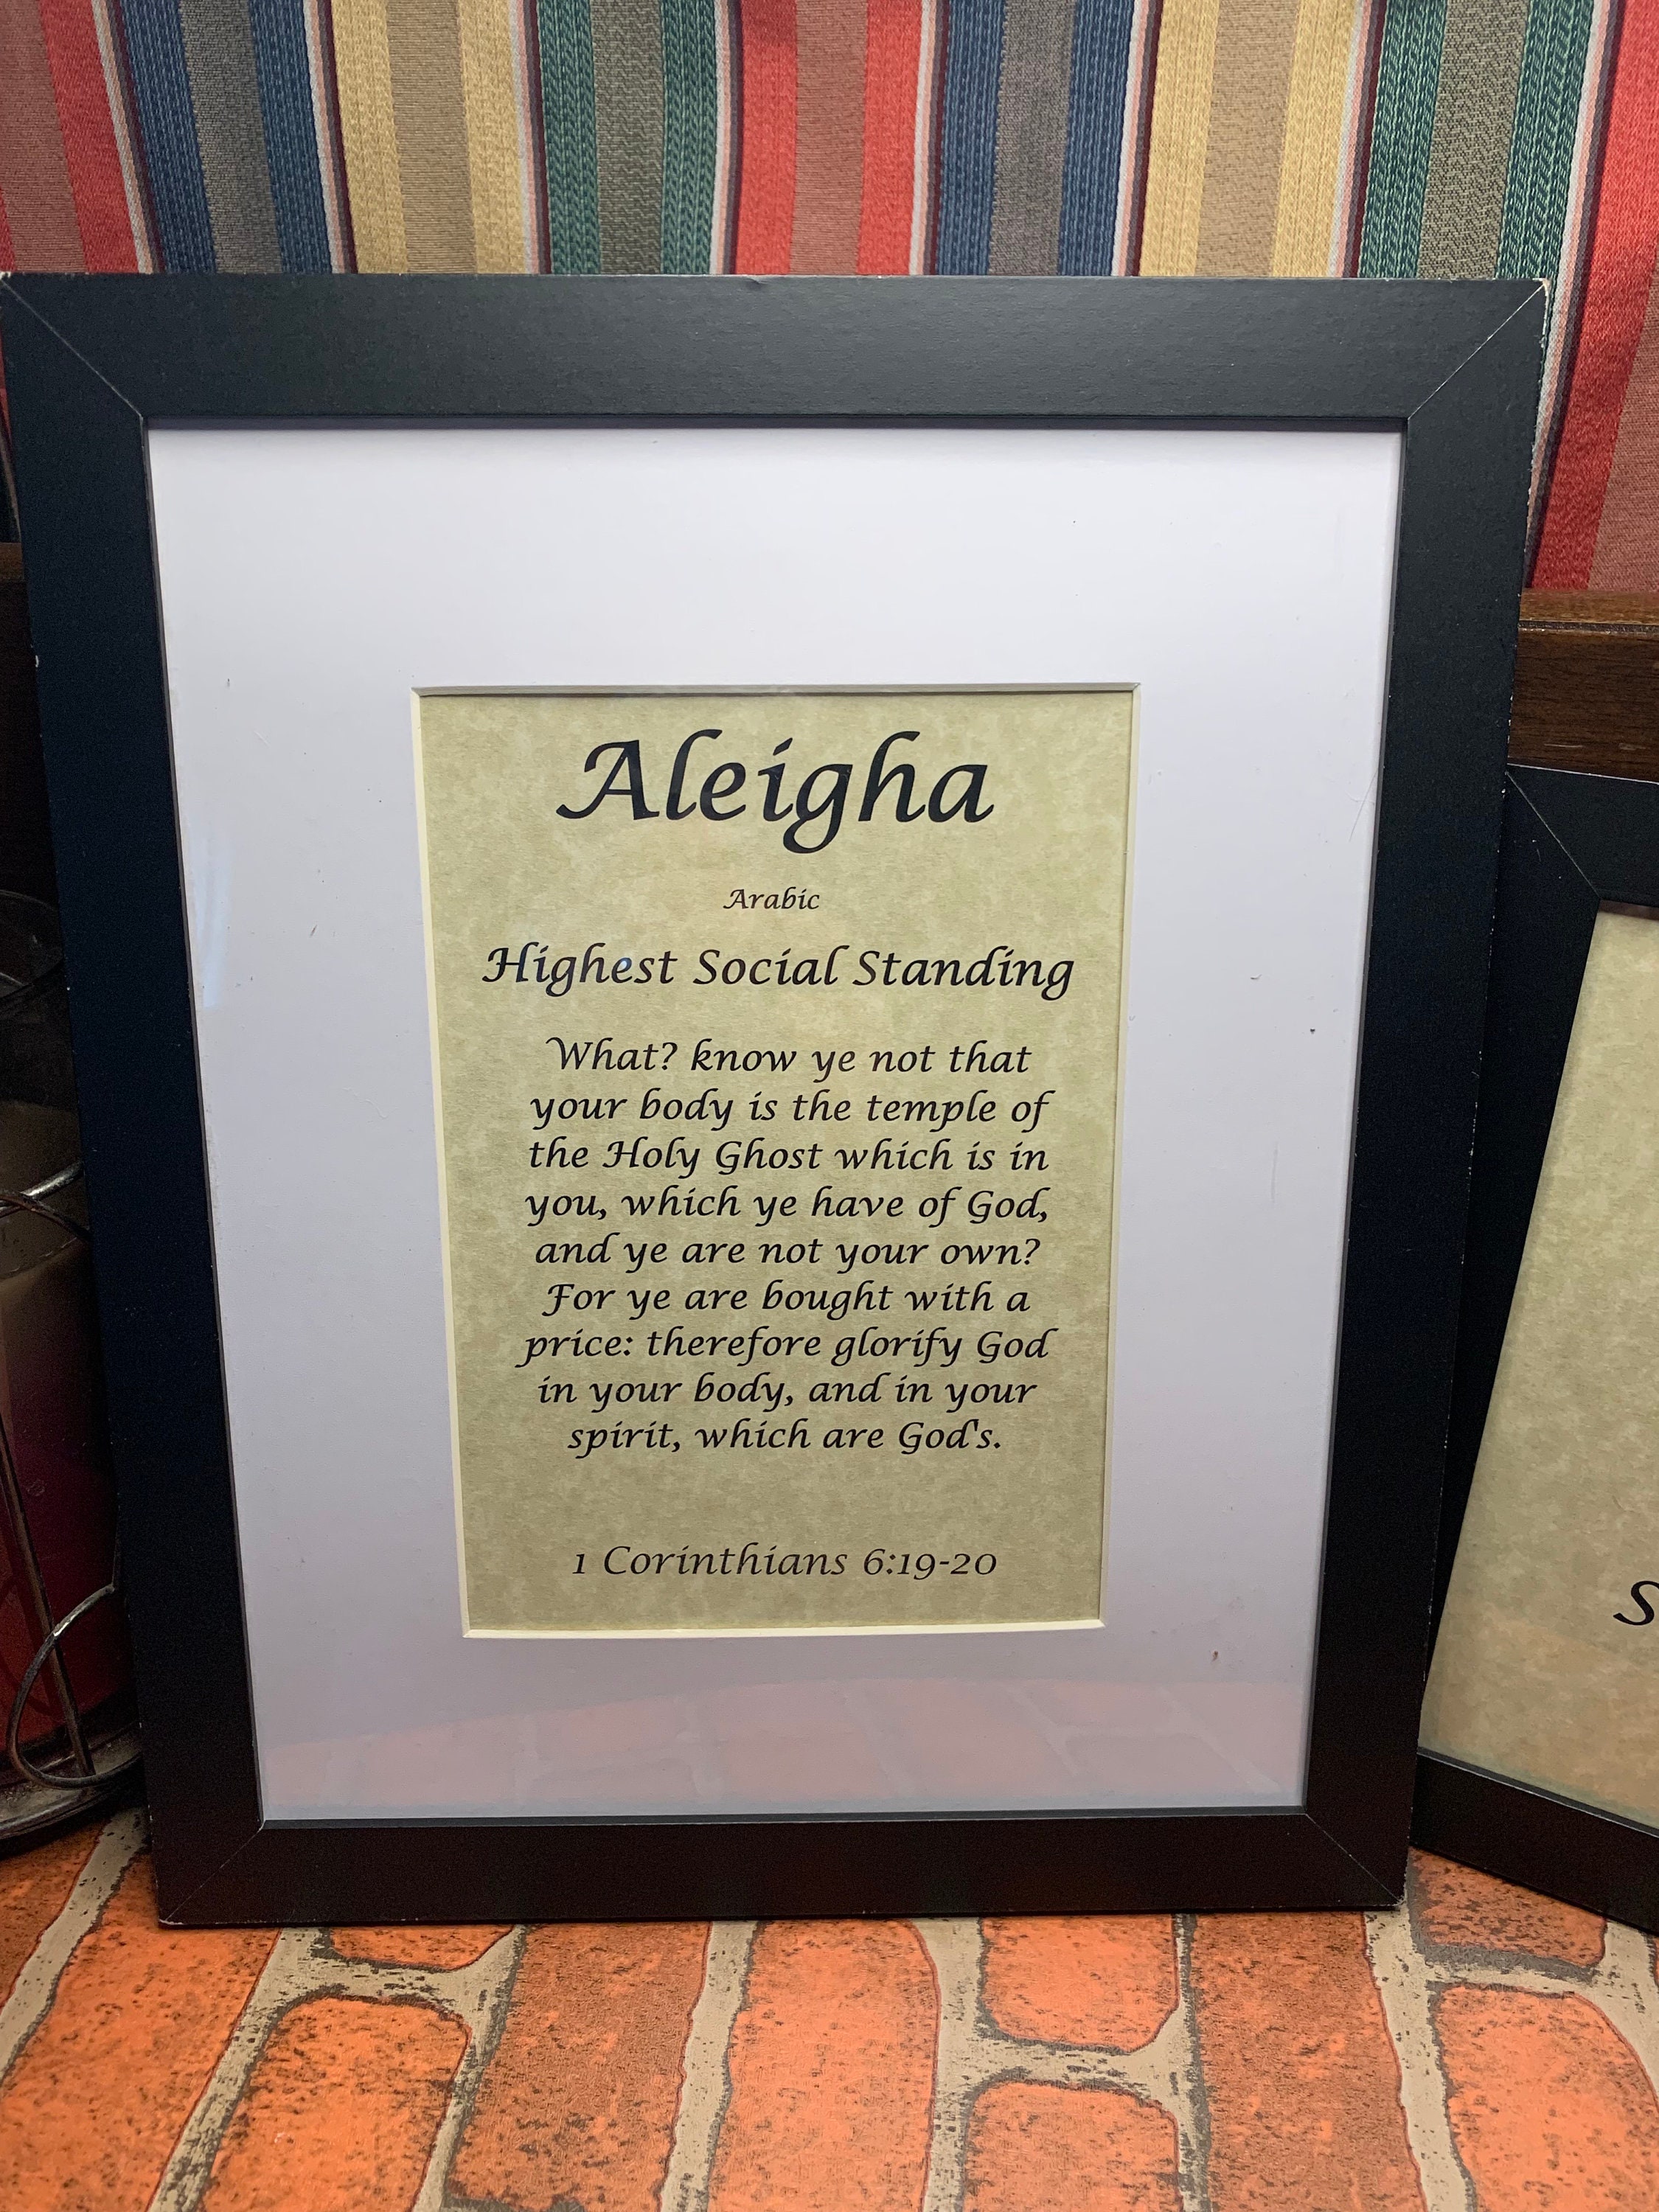 Aleigha
Arabic
Highest Social Standing
What? know ye not that
your body is the temple of
the Holy Ghost which is in
you, which ye have of God,
and ye are not your own?
For ye are bought with a
price: therefore glorify God
in your body, and in your
spirit, which are God's.
1 Corinthians 6:19-20
S